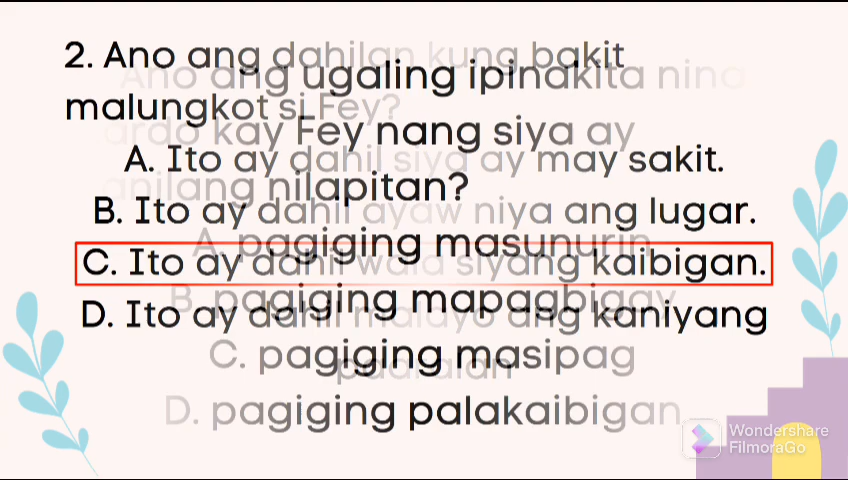 2. Ano ang dahilan kung bakit
malungkot si Fey?
A. Ito ay dahil siya ay may sakit.
B. Ito ay dahil ayaw niya ang lugar.
C. Ito ay dahil wala siyang kaibigan.
D. Ito ay dahil malayo ang kaniyang
paaralan
Ano ang ugaling ipinakita nina
kay Fey nang siya ay
nilapitan?
A. pagiging masunurin
B. pagiging mapagbigay
C. pagiging masipag
D. pagiging palakaibigan
Wondershare
FilmoraGo